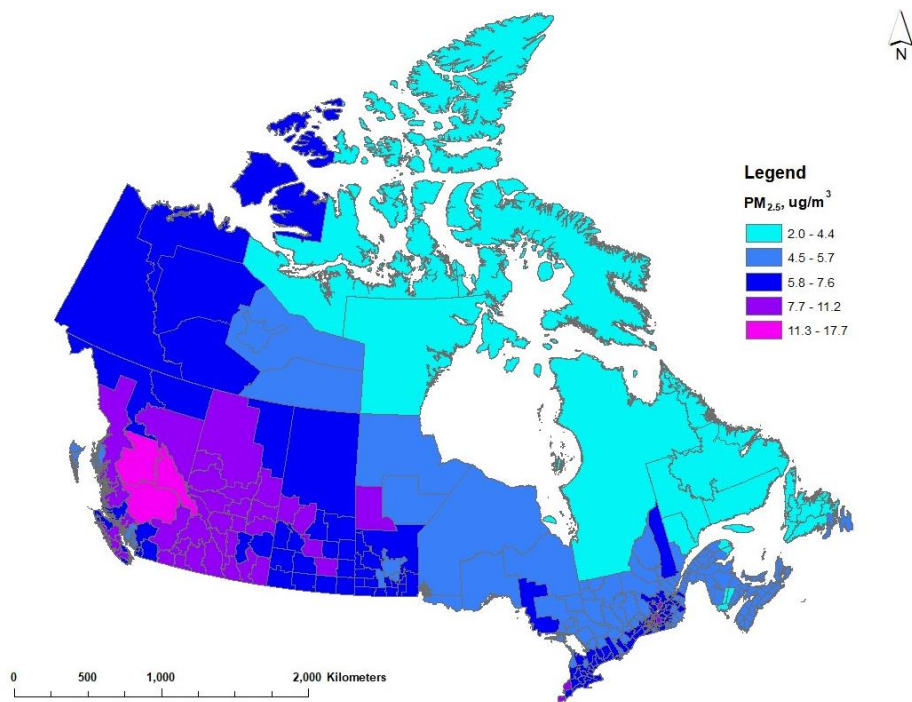 N
Legend
PM2.5, ug/m3
2.0 - 4.4
4.5 - 5.7
5.8 - 7.6
7.7 - 11.2
11.3 - 17.7
0 500 1,000 2,000 Kilometers